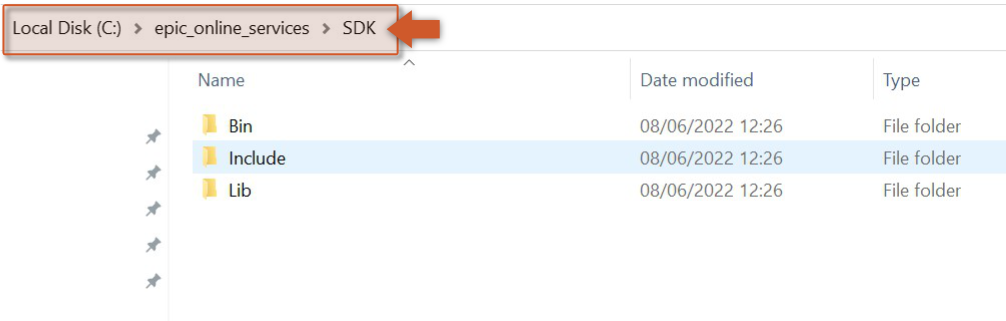 Local Disk (C:) > epic_online_services > SDK
Name Date modified Type
Bin 08/06/2022 12:26 File folder
Include 08/06/2022 12:26 File folder
Lib 08/06/2022 12:26 File folder